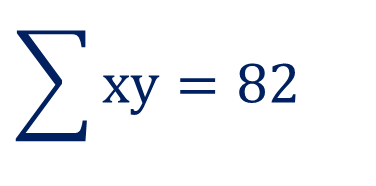 ∑ xy = 82